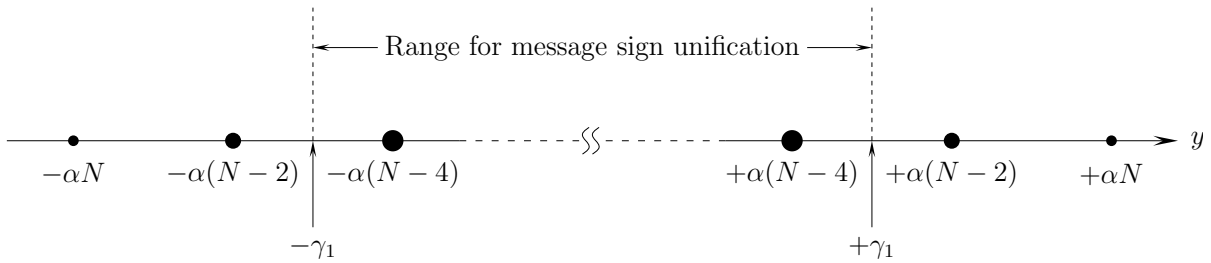 Range for message sign unification
y
−αN
−α(N − 2)
−α(N − 4)
+α(N − 4)
+α(N − 2)
+αN
−γ₁
+γ₁